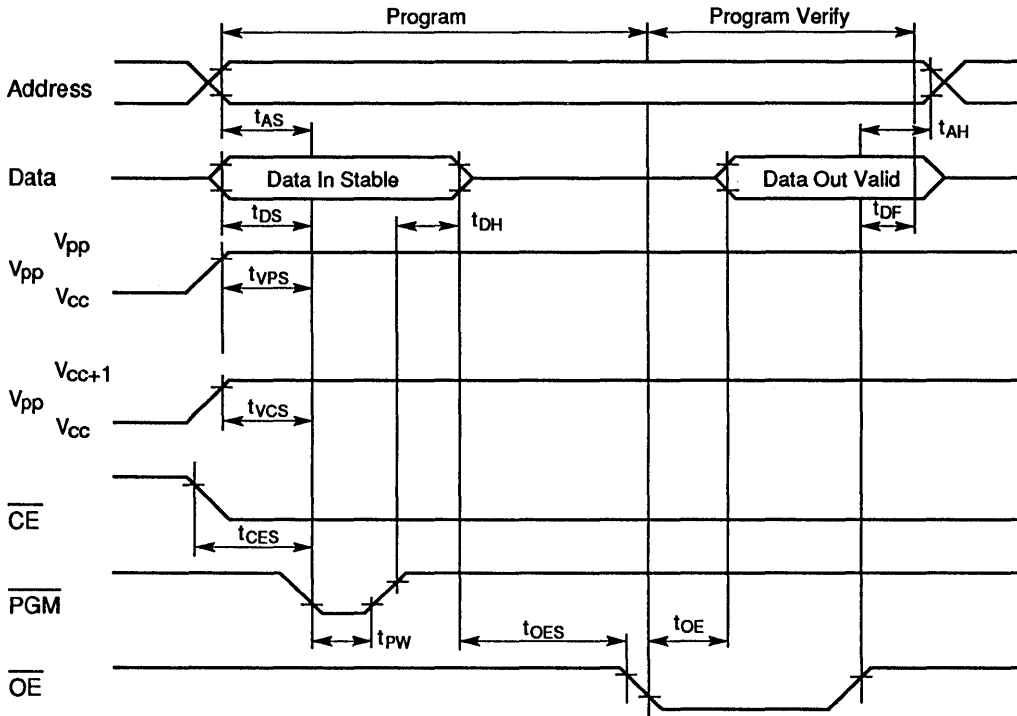 Program Program Verify
Address
tAS tAH
Data Data In Stable Data Out Valid
tDS tDH tDF
Vpp
Vpp
tVPS
Vcc
Vcc+1
Vpp
tVCS
Vcc
CE
tCES
PGM
tPW tOES tOE
OE